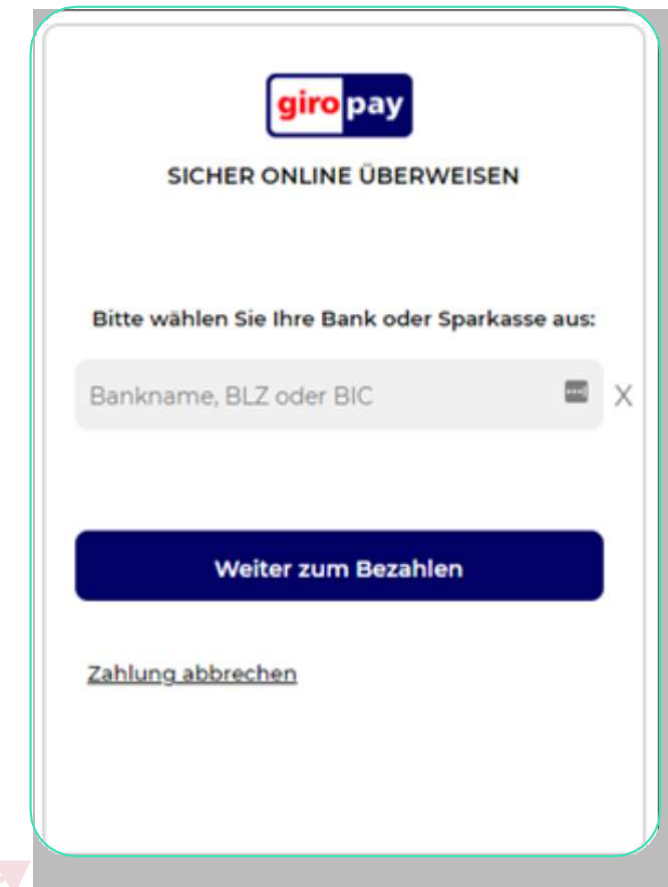 giropay
SICHER ONLINE ÜBERWEISEN
Bitte wählen Sie Ihre Bank oder Sparkasse aus:
Bankname, BLZ oder BIC
X
Weiter zum Bezahlen
Zahlung abbrechen